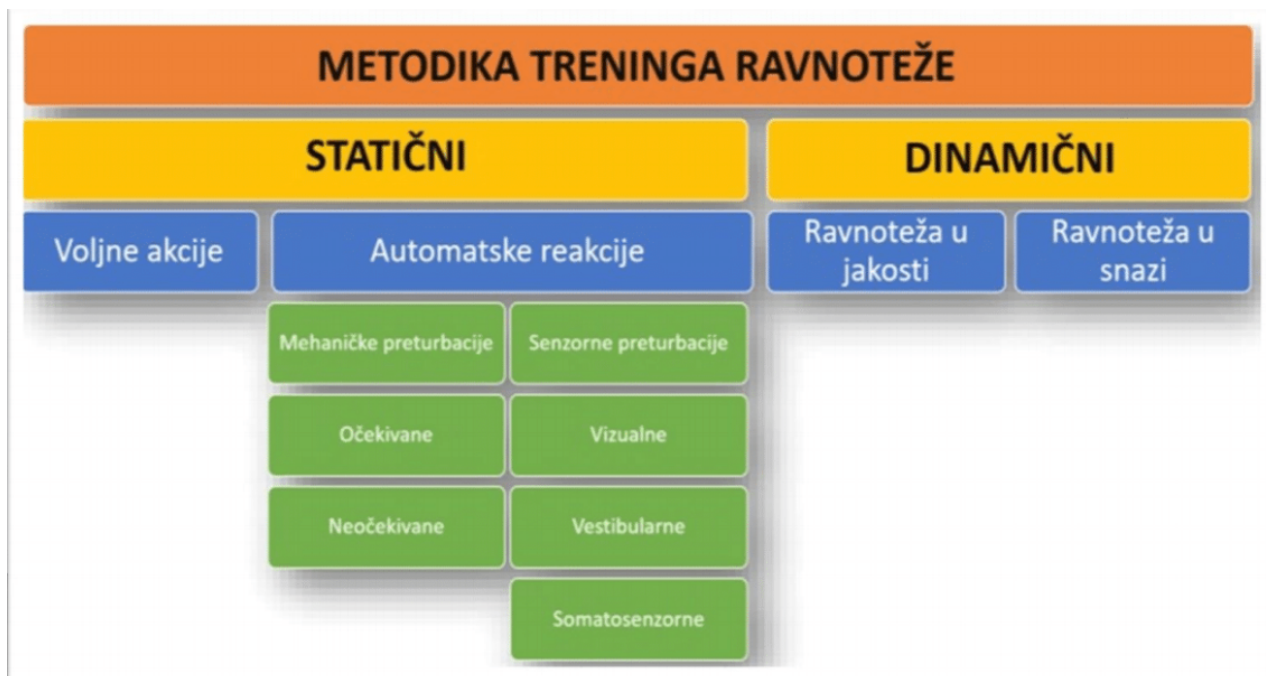 METODIKA TRENINGA RAVNOTEŽE
STATIČNI
DINAMIČNI
Voljne akcije
Automatske reakcije
Ravnoteža u
jakosti
Ravnoteža u
snazi
Mehaničke preturbacije
Senzorne preturbacije
Očekivane
Vizualne
Neočekivane
Vestibularne
Somatosenzorne